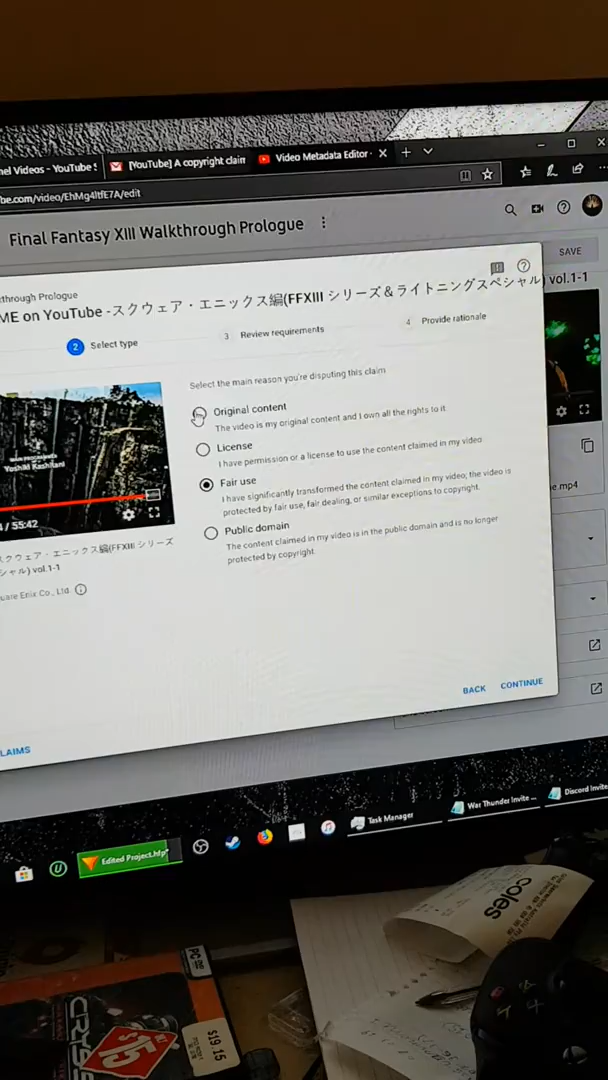 nel Videos - YouTube S
[YouTube] A copyright claim
Video Metadata Editor -
be.com/video/EhMg4ltfE7A/edit
Final Fantasy XIII Walkthrough Prologue
SAVE
through Prologue
ME on YouTube -スクウェア・エニックス編(FFXIII シリーズ＆ライトニングスペシャル) vol.1-1
2 Select type
3 Review requirements
4 Provide rationale
Select the main reason you're disputing this claim
Original content
The video is my original content and I own all the rights to it
License
I have permission or a license to use the content claimed in my video
Fair use
I have significantly transformed the content claimed in my video; the video is
protected by fair use, fair dealing, or similar exceptions to copyright.
Public domain
The content claimed in my video is in the public domain and is no longer
protected by copyright.
Yoshiki Kashitani
/ 55:42
スクウェア・エニックス編(FFXIII シリーズ
シャル) vol.1-1
uare Enix Co., Ltd.
e.mp4
BACK
CONTINUE
LAIMS
Edited Project.hfp*
Task Manager
War Thunder Invite ...
Discord Invite
coles
PC
CRYSIS
$15
$19.15